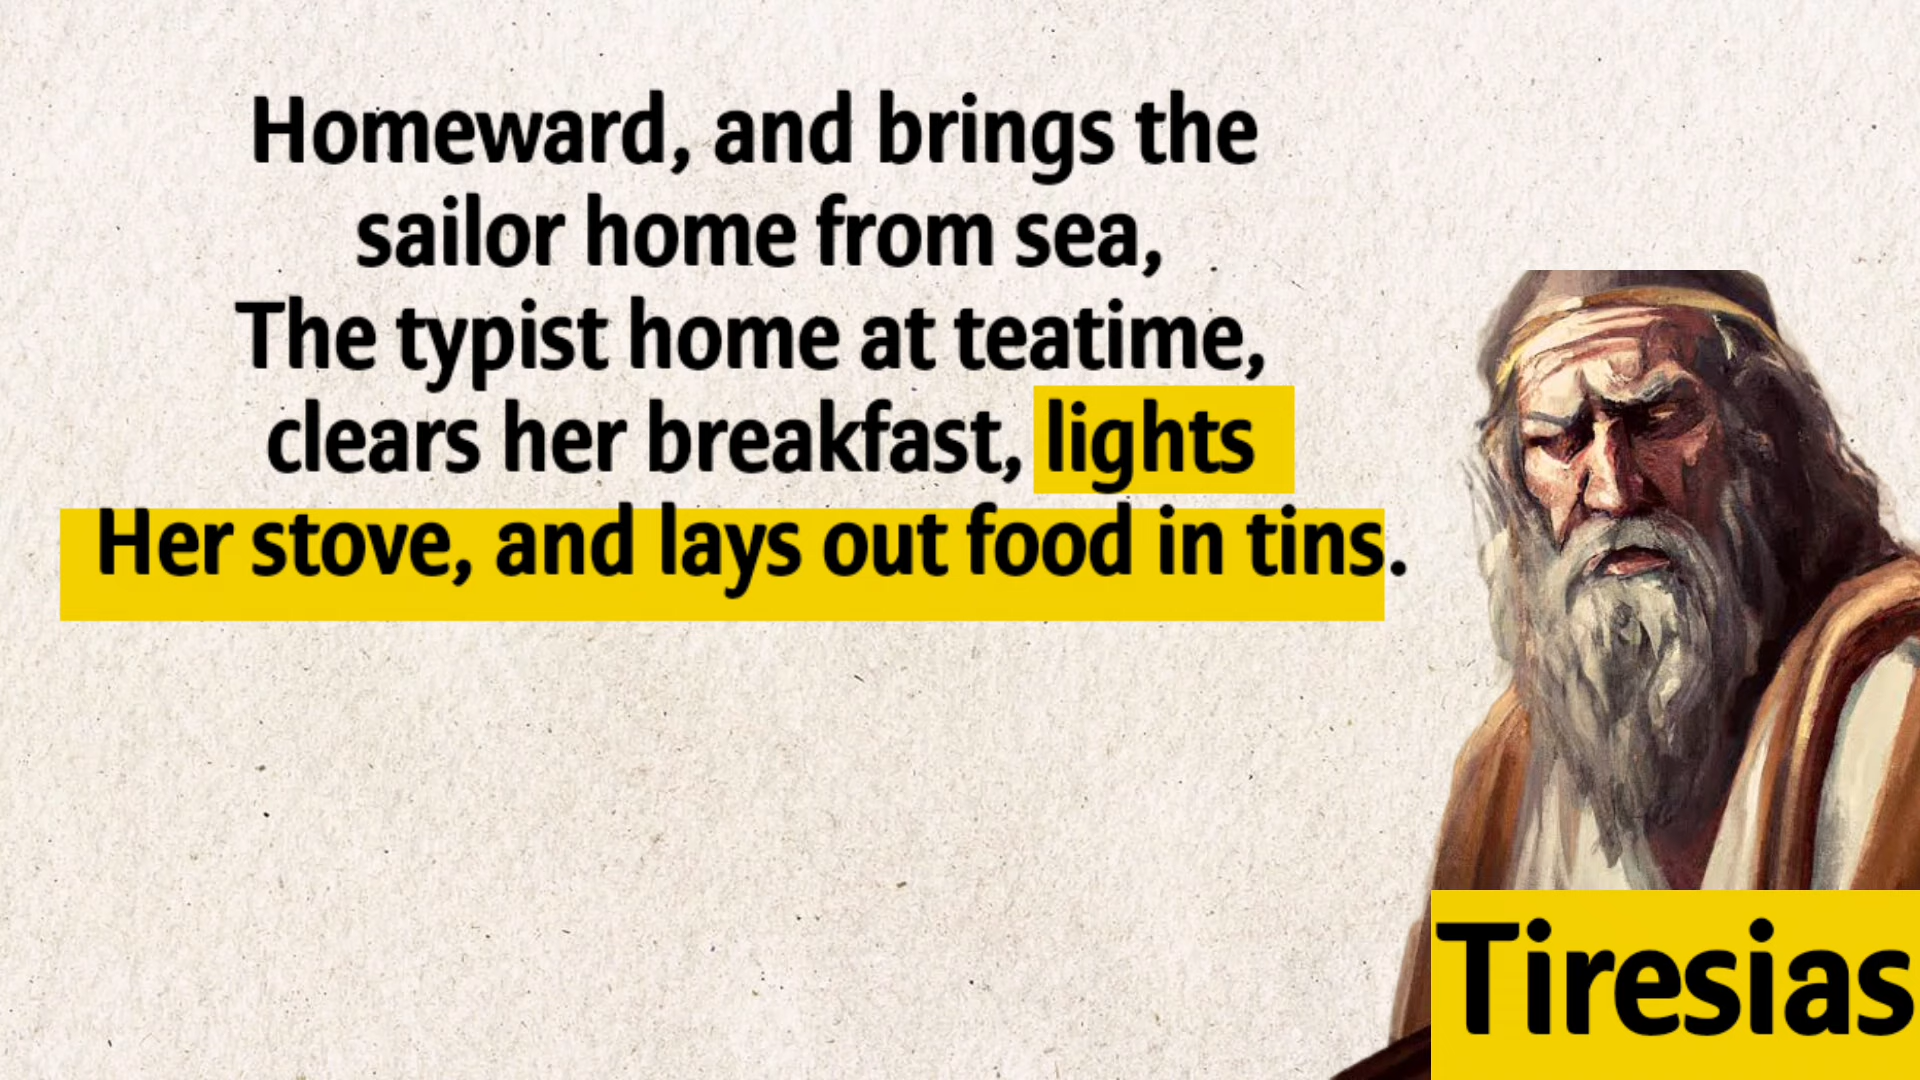 Homeward, and brings the
sailor home from sea,
The typist home at teatime,
clears her breakfast, lights
Her stove, and lays out food in tins.
Tiresias